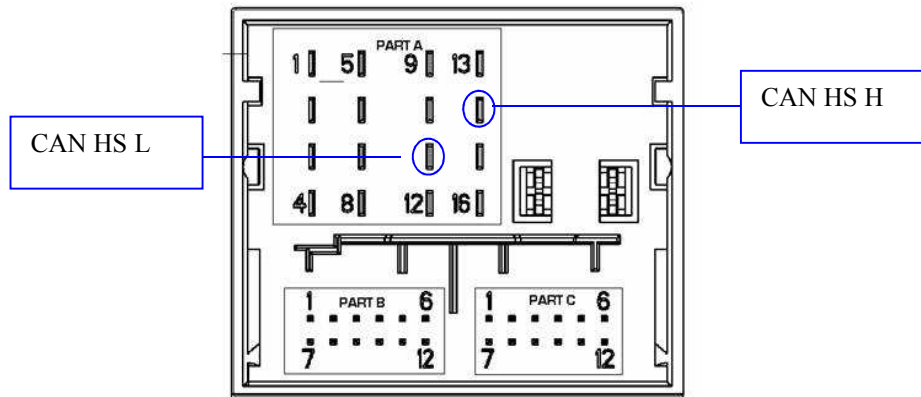 PART A
1 5 9 13
CAN HS H
CAN HS L
4 8 12 16
1 PART B 6
1 PART C 6
7 12
7 12